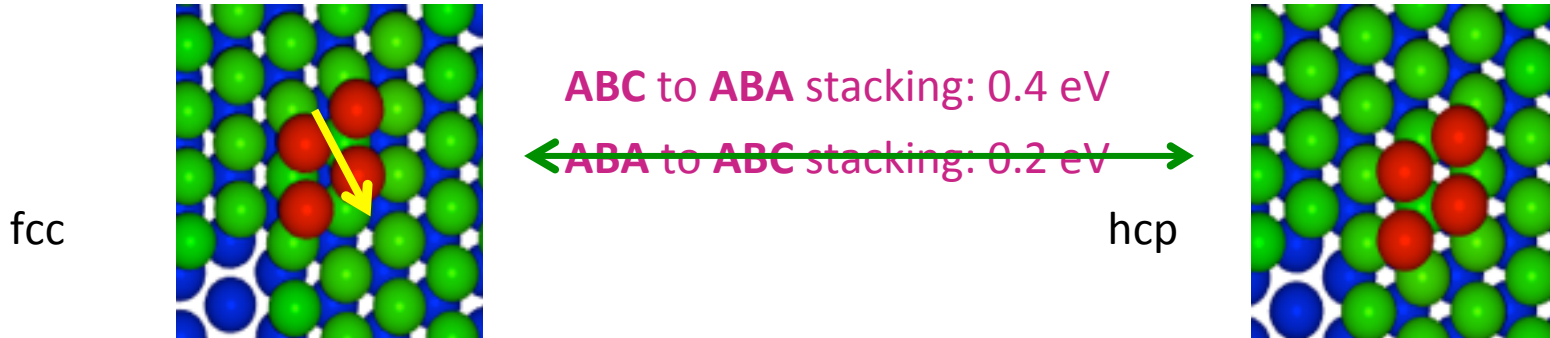 ABC to ABA stacking: 0.4 eV
ABA to ABC stacking: 0.2 eV
fcc
hcp